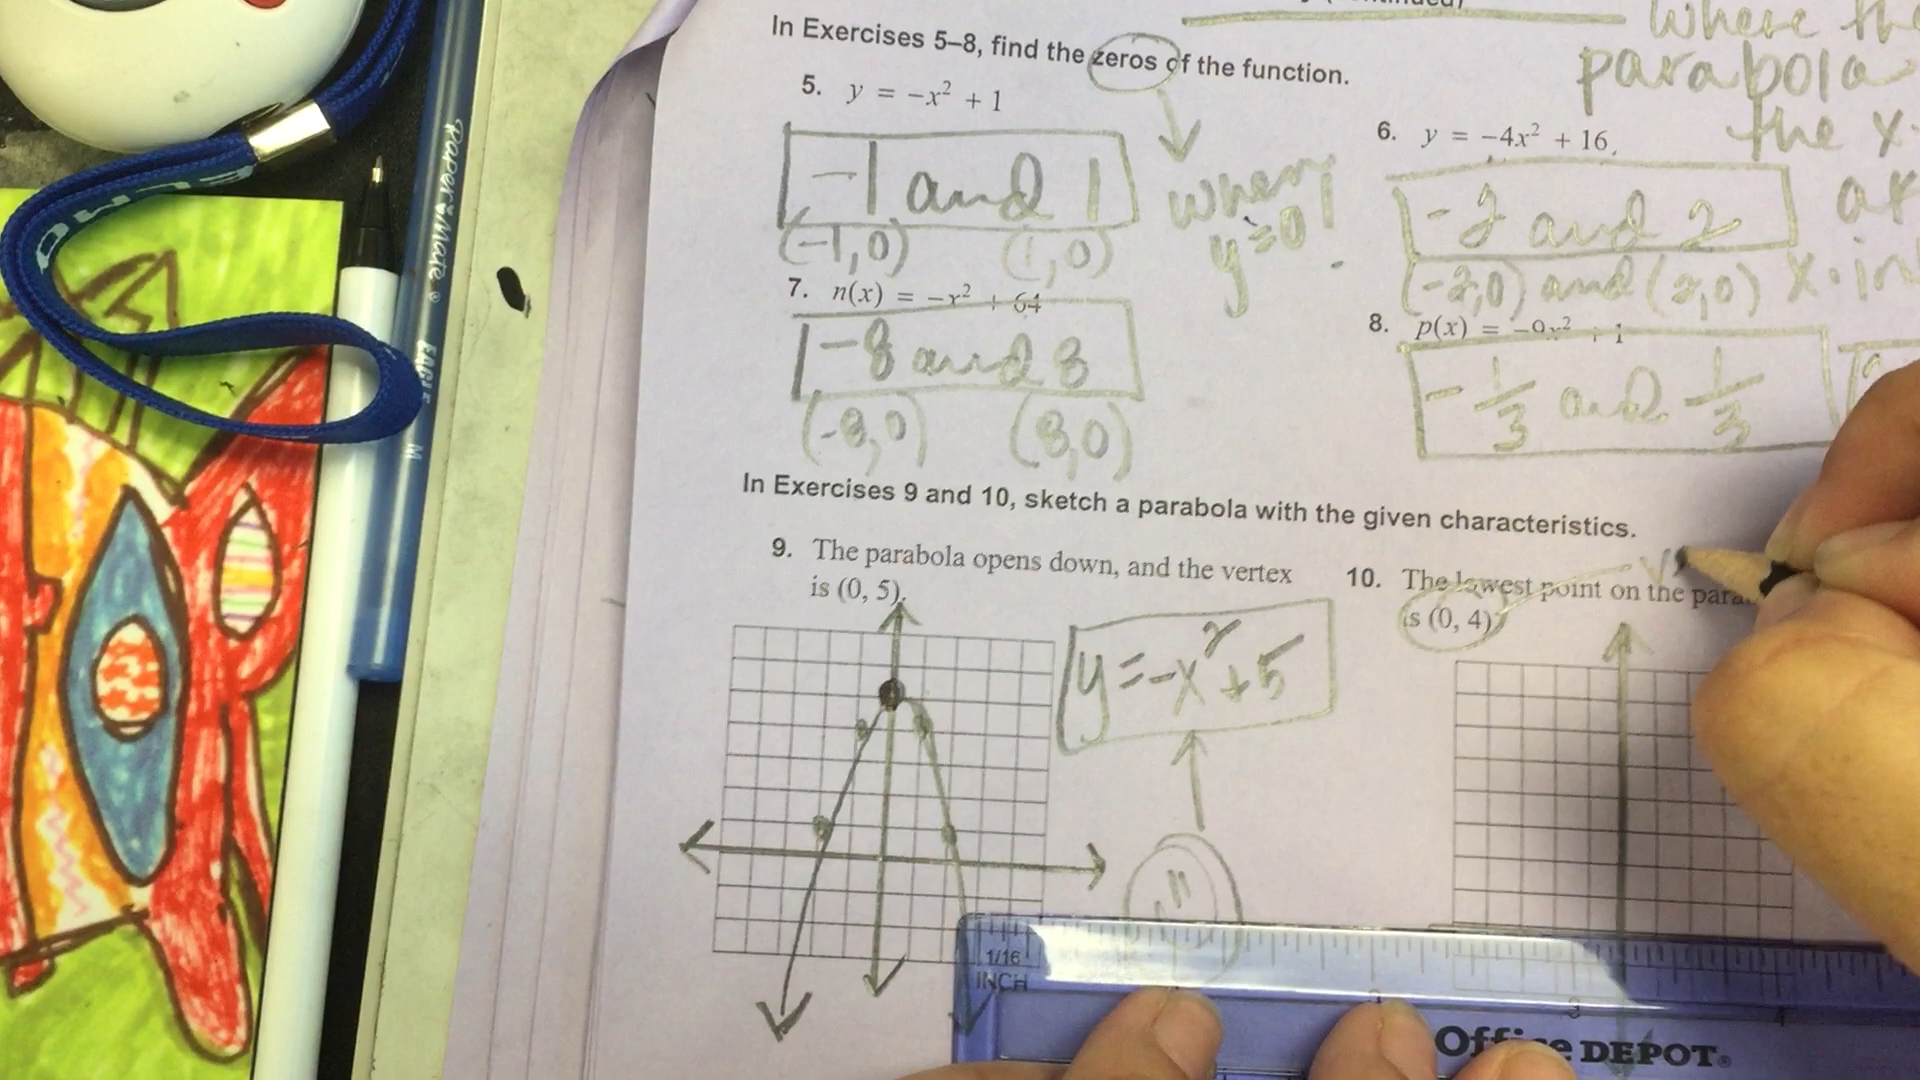 Where the
In Exercises 5–8, find the zeros of the function.
parabola
5. y = −x² + 1
6. y = −4x² + 16
the x-
-1 and 1
when
y=0
-2 and 2
(-1,0) (1,0)
(-2,0) and (2,0)
x-in
7. n(x) = −x² + 64
8. p(x) = −9x² + 1
-8 and 8
-1/3 and 1/3
(-8,0) (8,0)
In Exercises 9 and 10, sketch a parabola with the given characteristics.
9. The parabola opens down, and the vertex
is (0, 5).
10. The lowest point on the para
is (0, 4)
y=-x²+5
1/16
INCH
3
4
Office DEPOT®
PaperMate®
EAGLE
M